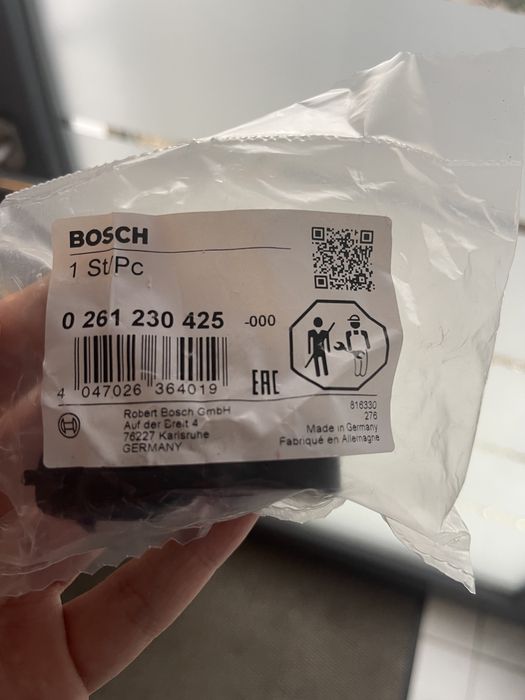 BOSCH
1 St/Pc
0 261 230 425 -000
4 047026 364019
EAC
Robert Bosch GmbH
Auf der Breit 4
76227 Karlsruhe
GERMANY
816330
276
Made in Germany
Fabriqué en Allemagne